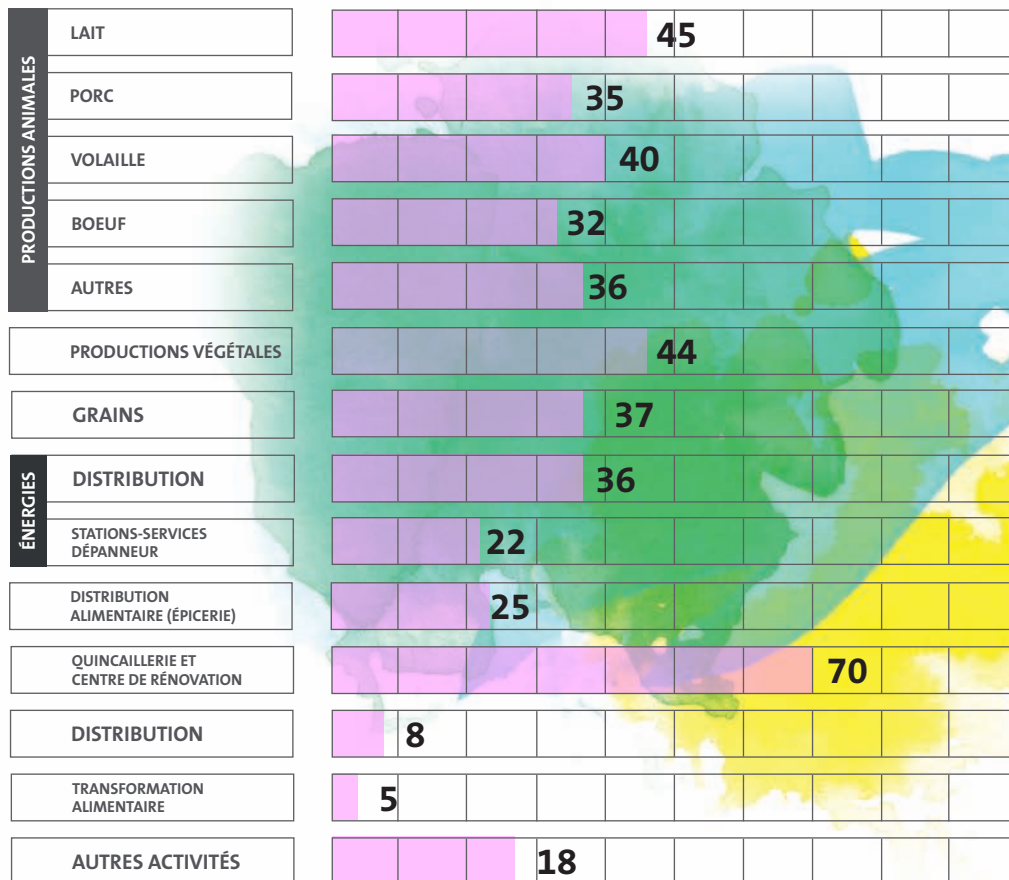 PRODUCTIONS ANIMALES
LAIT 45
PORC 35
VOLAILLE 40
BOEUF 32
AUTRES 36
PRODUCTIONS VÉGÉTALES 44
GRAINS 37
ÉNERGIES
DISTRIBUTION 36
STATIONS-SERVICES
DÉPANNEUR 22
DISTRIBUTION
ALIMENTAIRE (ÉPICERIE) 25
QUINCAILLERIE ET
CENTRE DE RÉNOVATION 70
DISTRIBUTION 8
TRANSFORMATION
ALIMENTAIRE 5
AUTRES ACTIVITÉS 18